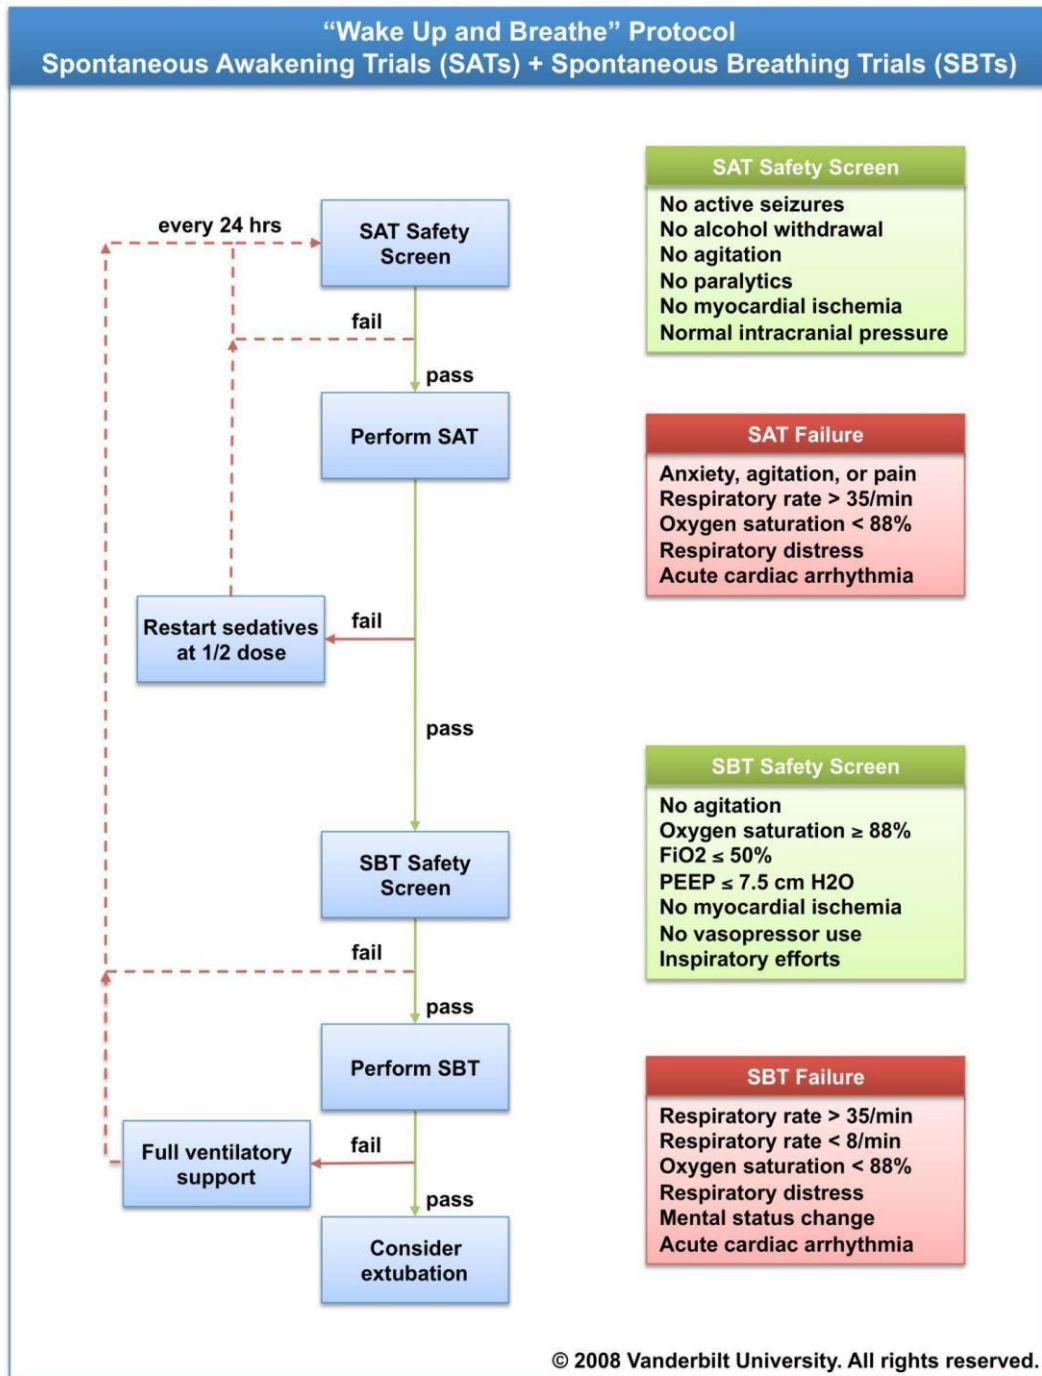 “Wake Up and Breathe” Protocol
Spontaneous Awakening Trials (SATs) + Spontaneous Breathing Trials (SBTs)
every 24 hrs
SAT Safety
Screen
fail
pass
Perform SAT
Restart sedatives
at 1/2 dose
fail
pass
SBT Safety
Screen
fail
pass
Perform SBT
Full ventilatory
support
fail
pass
Consider
extubation
SAT Safety Screen
No active seizures
No alcohol withdrawal
No agitation
No paralytics
No myocardial ischemia
Normal intracranial pressure
SAT Failure
Anxiety, agitation, or pain
Respiratory rate > 35/min
Oxygen saturation < 88%
Respiratory distress
Acute cardiac arrhythmia
SBT Safety Screen
No agitation
Oxygen saturation ≥ 88%
FiO2 ≤ 50%
PEEP ≤ 7.5 cm H2O
No myocardial ischemia
No vasopressor use
Inspiratory efforts
SBT Failure
Respiratory rate > 35/min
Respiratory rate < 8/min
Oxygen saturation < 88%
Respiratory distress
Mental status change
Acute cardiac arrhythmia
© 2008 Vanderbilt University. All rights reserved.